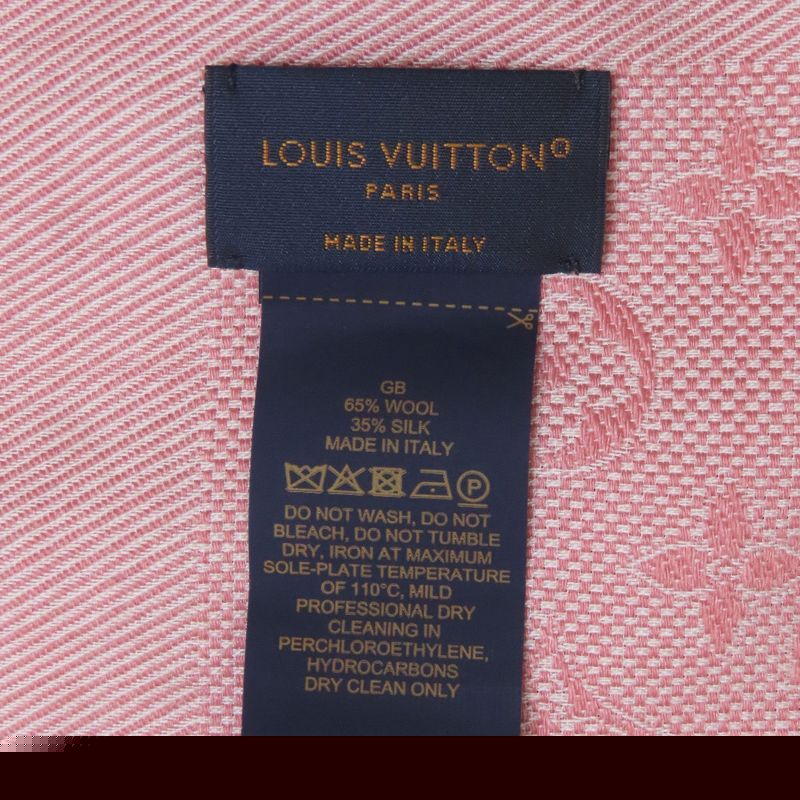 LOUIS VUITTON®
PARIS
MADE IN ITALY
GB
65% WOOL
35% SILK
MADE IN ITALY
P
DO NOT WASH, DO NOT
BLEACH, DO NOT TUMBLE
DRY, IRON AT MAXIMUM
SOLE-PLATE TEMPERATURE
OF 110°C, MILD
PROFESSIONAL DRY
CLEANING IN
PERCHLOROETHYLENE,
HYDROCARBONS
DRY CLEAN ONLY